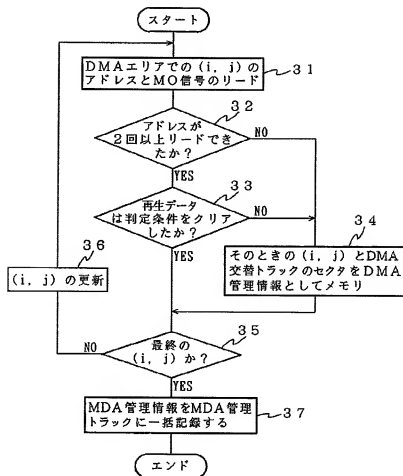 スタート
DMAエリアでの(i, j)の
アドレスとMO信号のリード
31
アドレスが
2回以上リードでき
たか?
32
NO
YES
再生データ
は判定条件をクリア
したか?
33
NO
YES
34
そのときの(i, j)とDMA
交替トラックのセクタをDMA
管理情報としてメモリ
36
(i, j)の更新
最終の
(i, j)か?
35
NO
YES
MDA管理情報をMDA管理
トラックに一括記録する
37
エンド